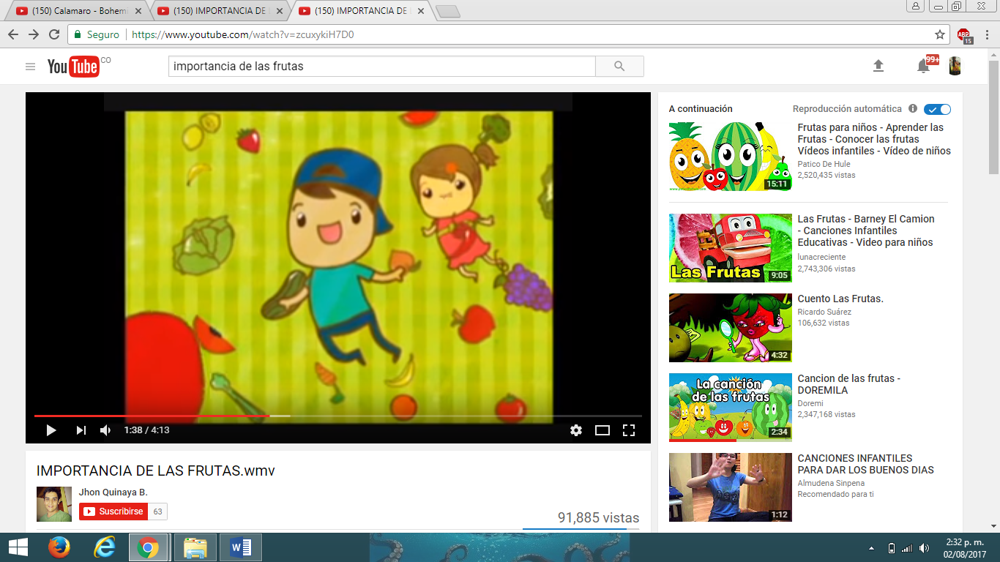 (150) Calamaro - Bohemi
(150) IMPORTANCIA DE L
(150) IMPORTANCIA DE L
Seguro
https://www.youtube.com/watch?v=zcuxykiH7D0
ABP
15
YouTube CO
importancia de las frutas
99+
A continuación
Reproducción automática
Frutas para niños - Aprender las
Frutas - Conocer las frutas
Vídeos infantiles - Vídeo de niños
Patico De Hule
2,520,435 vistas
15:11
Las Frutas - Barney El Camion
- Canciones Infantiles
Educativas - Video para niños
lunacreciente
2,743,306 vistas
Las Frutas
9:05
Cuento Las Frutas.
Ricardo Suárez
106,632 vistas
4:32
La canción
de las frutas
2:34
Cancion de las frutas -
DOREMILA
Doremi
2,347,168 vistas
CANCIONES INFANTILES
PARA DAR LOS BUENOS DIAS
Almudena Sinpena
Recomendado para ti
1:12
1:38 / 4:13
IMPORTANCIA DE LAS FRUTAS.wmv
Jhon Quinaya B.
Suscribirse
63
91,885 vistas
2:32 p. m.
02/08/2017